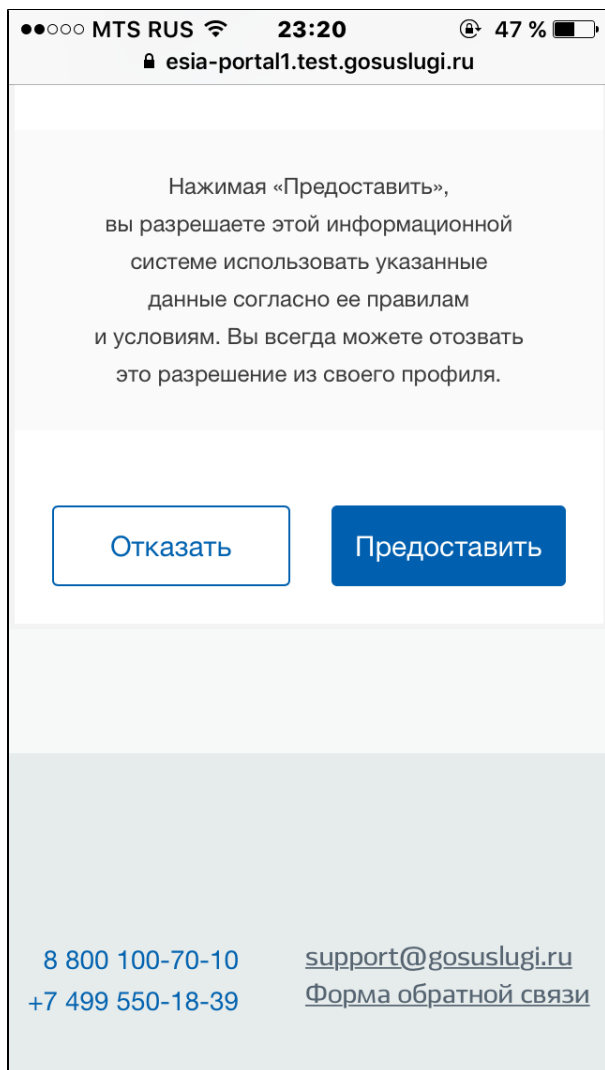 MTS RUS 23:20 47 %
esia-portal1.test.gosuslugi.ru
Нажимая «Предоставить»,
вы разрешаете этой информационной
системе использовать указанные
данные согласно ее правилам
и условиям. Вы всегда можете отозвать
это разрешение из своего профиля.
Отказать Предоставить
8 800 100-70-10 support@gosuslugi.ru
+7 499 550-18-39 Форма обратной связи